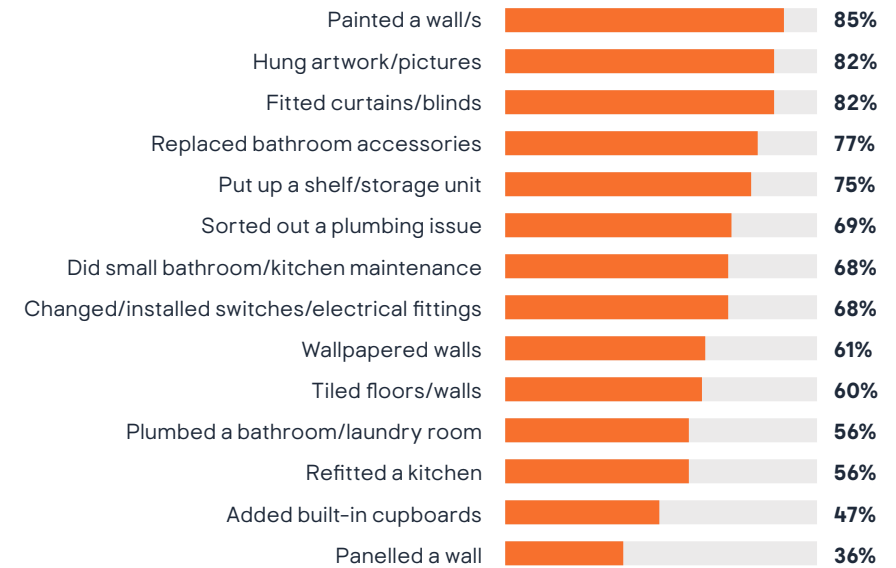 Painted a wall/s 85%
Hung artwork/pictures 82%
Fitted curtains/blinds 82%
Replaced bathroom accessories 77%
Put up a shelf/storage unit 75%
Sorted out a plumbing issue 69%
Did small bathroom/kitchen maintenance 68%
Changed/installed switches/electrical fittings 68%
Wallpapered walls 61%
Tiled floors/walls 60%
Plumbed a bathroom/laundry room 56%
Refitted a kitchen 56%
Added built-in cupboards 47%
Panelled a wall 36%